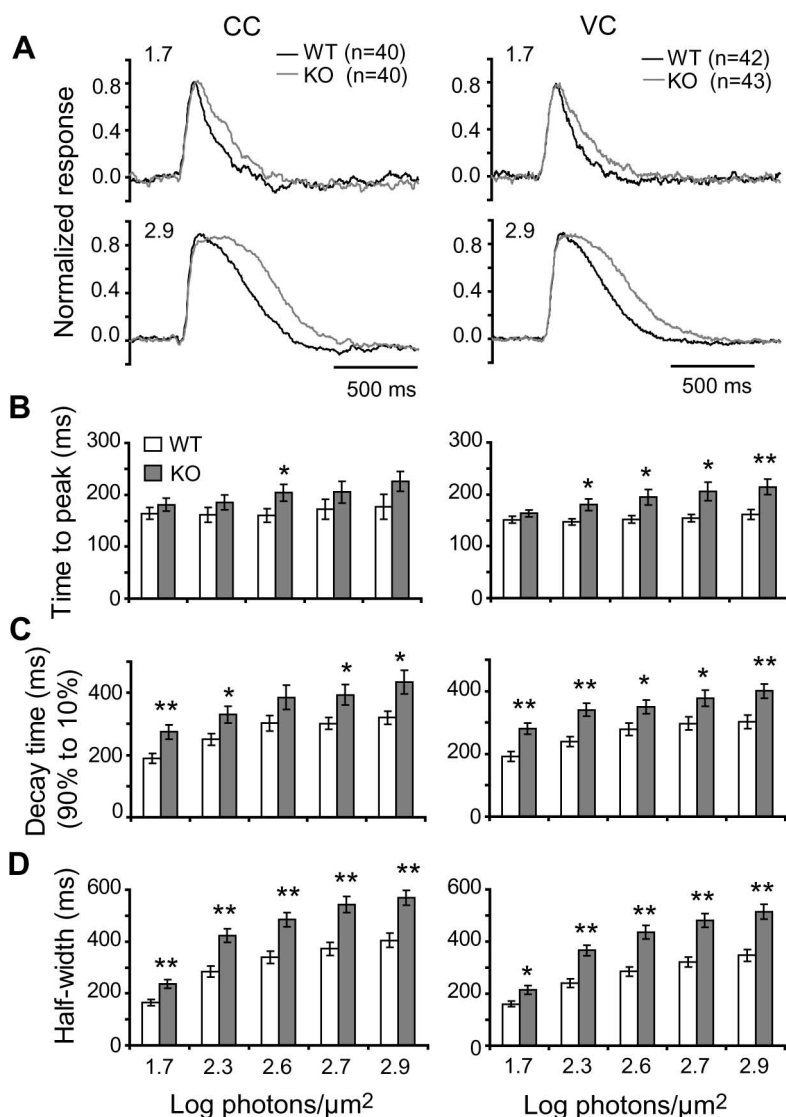 CC
VC
A
1.7
WT (n=40)
KO (n=40)
1.7
WT (n=42)
KO (n=43)
Normalized response
0.8
0.4
0.0
0.8
0.4
0.0
2.9
0.8
0.4
0.0
2.9
0.8
0.4
0.0
500 ms
500 ms
B
Time to peak (ms)
300
200
100
0
WT
KO
*
300
200
100
0
* * * **
C
Decay time (ms)
(90% to 10%)
400
200
0
** * * *
400
200
0
** ** * * **
D
Half-width (ms)
600
400
200
0
** ** ** ** **
600
400
200
0
* ** ** ** **
1.7 2.3 2.6 2.7 2.9
1.7 2.3 2.6 2.7 2.9
Log photons/µm²
Log photons/µm²